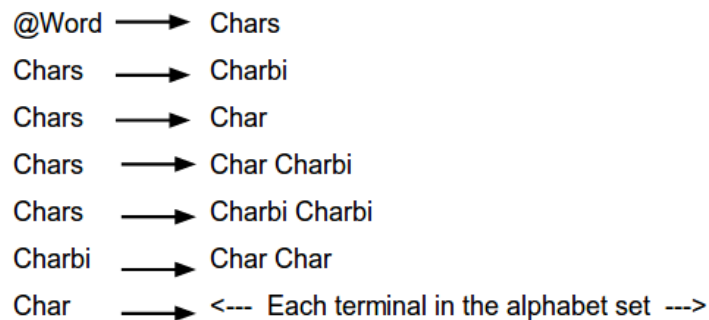 @Word ⟶ Chars
Chars ⟶ Charbi
Chars ⟶ Char
Chars ⟶ Char Charbi
Chars ⟶ Charbi Charbi
Charbi ⟶ Char Char
Char ⟶ <--- Each terminal in the alphabet set --->